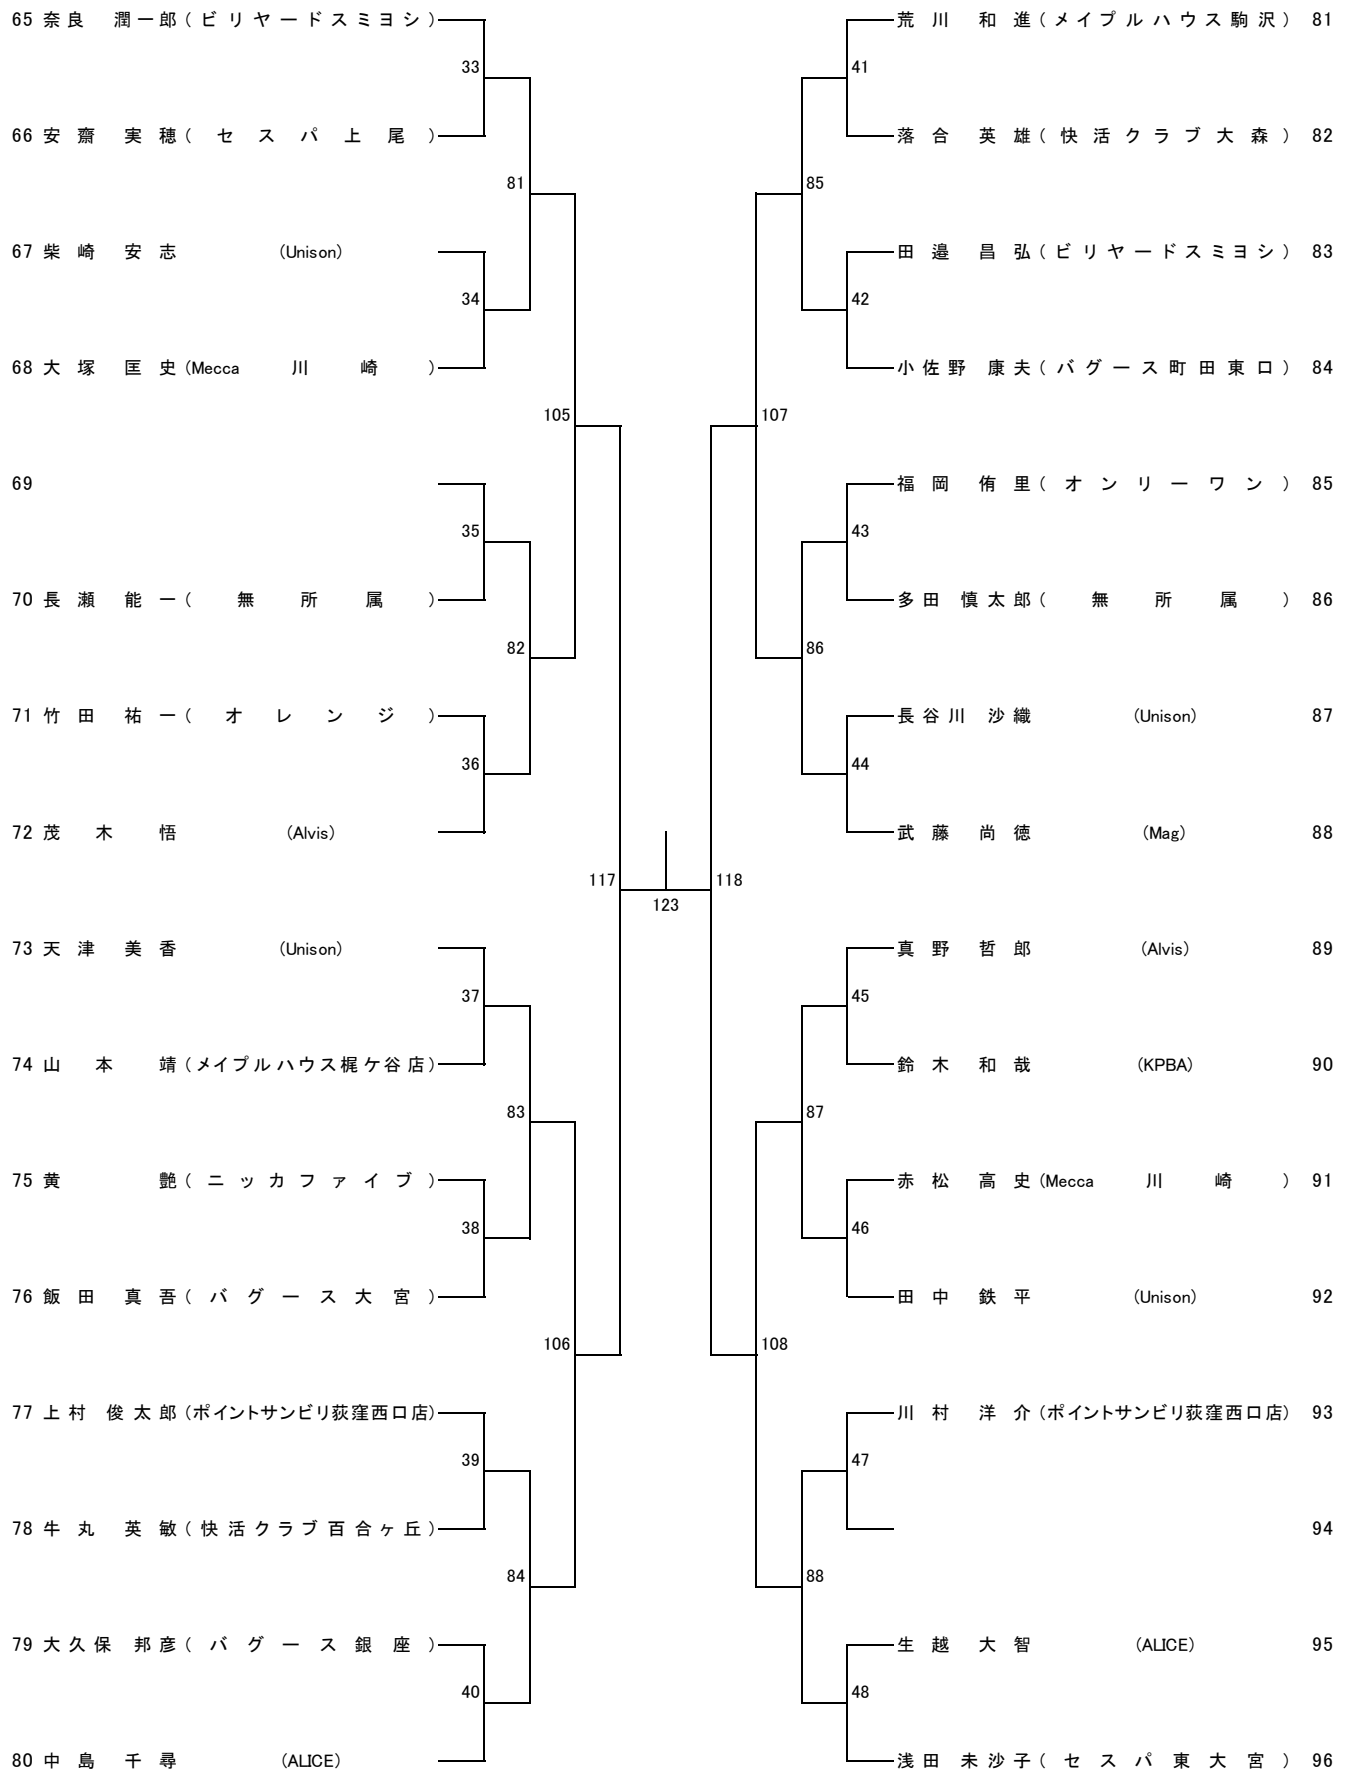 65 奈良 潤一郎(ビリヤードスミヨシ)
33
66 安齋 実穂(セスパ上尾)
81
67 柴崎 安志 (Unison)
34
68 大塚 匡史(Mecca川崎)
105
69
35
70 長瀬 能一(無所属)
82
71 竹田 祐一(オレンジ)
36
72 茂木 悟 (Alvis)
117
73 天津 美香 (Unison)
37
74 山本 靖(メイプルハウス梶ケ谷店)
83
75 黄 艶(ニッカファイブ)
38
76 飯田 真吾(バグース大宮)
106
77 上村 俊太郎(ポイントサンビリ荻窪西口店)
39
78 牛丸 英敏(快活クラブ百合ヶ丘)
84
79 大久保 邦彦(バグース銀座)
40
80 中島 千尋 (ALICE)
123
荒川 和進(メイプルハウス駒沢) 81
41
落合 英雄(快活クラブ大森) 82
85
田邉 昌弘(ビリヤードスミヨシ) 83
42
小佐野 康夫(バグース町田東口) 84
107
福岡 侑里(オンリーワン) 85
43
多田 慎太郎(無所属) 86
86
長谷川 沙織 (Unison) 87
44
武藤 尚徳 (Mag) 88
118
真野 哲郎 (Alvis) 89
45
鈴木 和哉 (KPBA) 90
87
赤松 高史(Mecca川崎) 91
46
田中 鉄平 (Unison) 92
108
川村 洋介(ポイントサンビリ荻窪西口店) 93
47
94
88
生越 大智 (ALICE) 95
48
浅田 未沙子(セスパ東大宮) 96